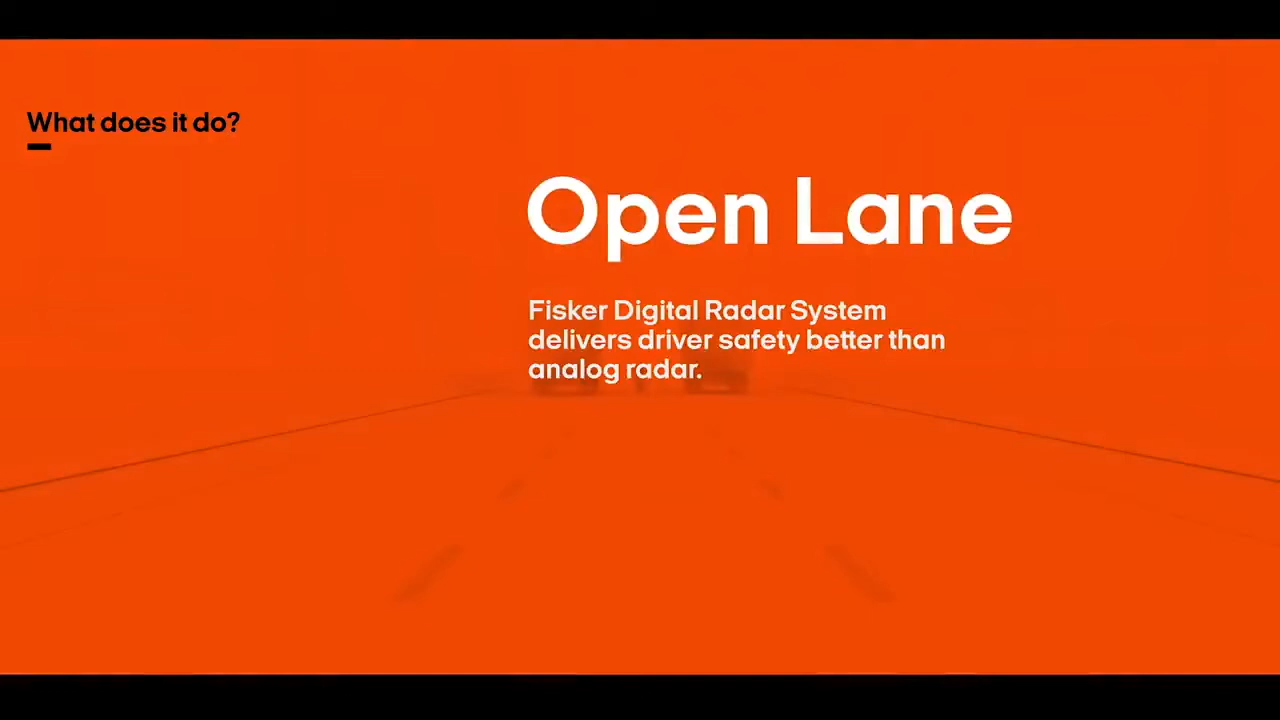 What does it do?
Open Lane
Fisker Digital Radar System
delivers driver safety better than
analog radar.